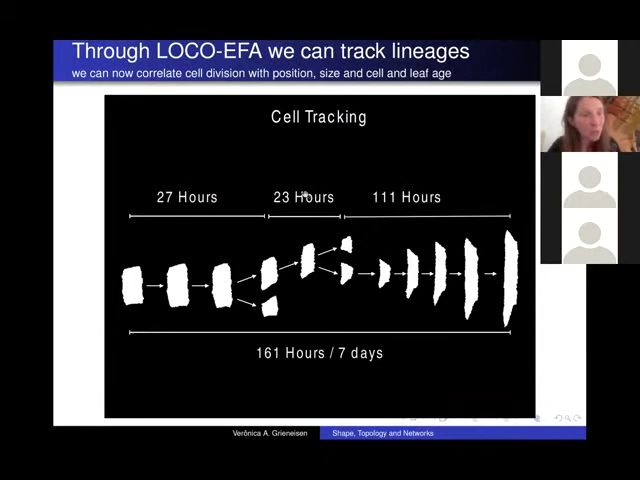 Through LOCO-EFA we can track lineages
we can now correlate cell division with position, size and cell and leaf age
Cell Tracking
27 Hours 23 Hours 111 Hours
161 Hours / 7 days
Verônica A. Grieneisen Shape, Topology and Networks